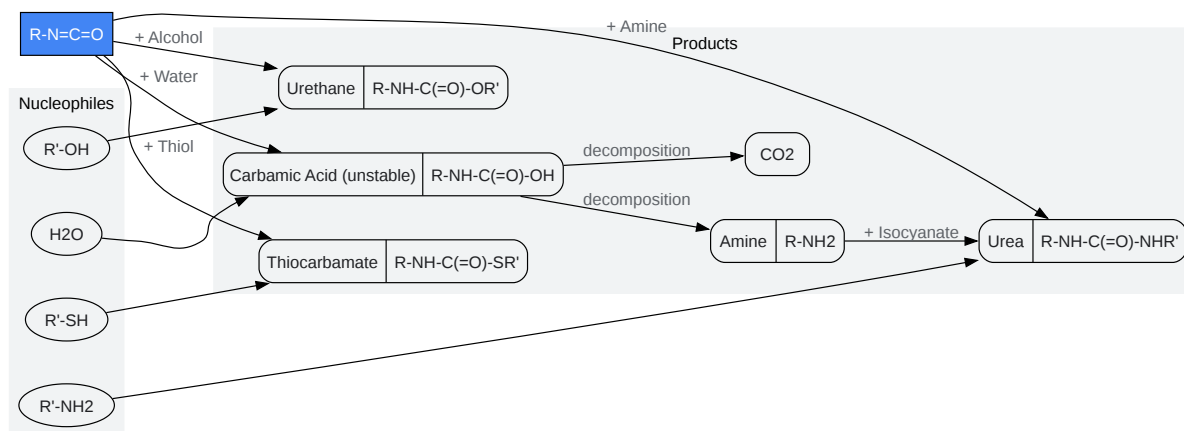 R-N=C=O
+ Amine
+ Alcohol
Products
+ Water
Urethane
R-NH-C(=O)-OR'
Nucleophiles
R'-OH
+ Thiol
decomposition
CO2
Carbamic Acid (unstable)
R-NH-C(=O)-OH
decomposition
H2O
Amine
R-NH2
+ Isocyanate
Urea
R-NH-C(=O)-NHR'
Thiocarbamate
R-NH-C(=O)-SR'
R'-SH
R'-NH2